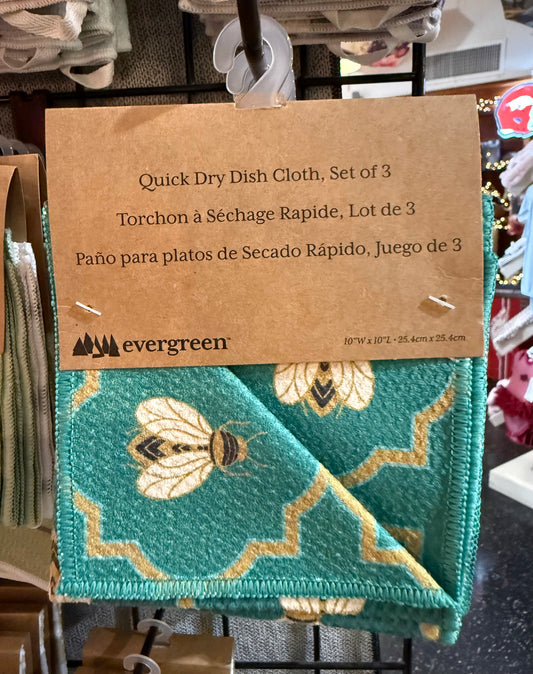 Quick Dry Dish Cloth, Set of 3
Torchon à Séchage Rapide, Lot de 3
Paño para platos de Secado Rápido, Juego de 3
evergreen™
10"W x 10"L • 25.4cm x 25.4cm